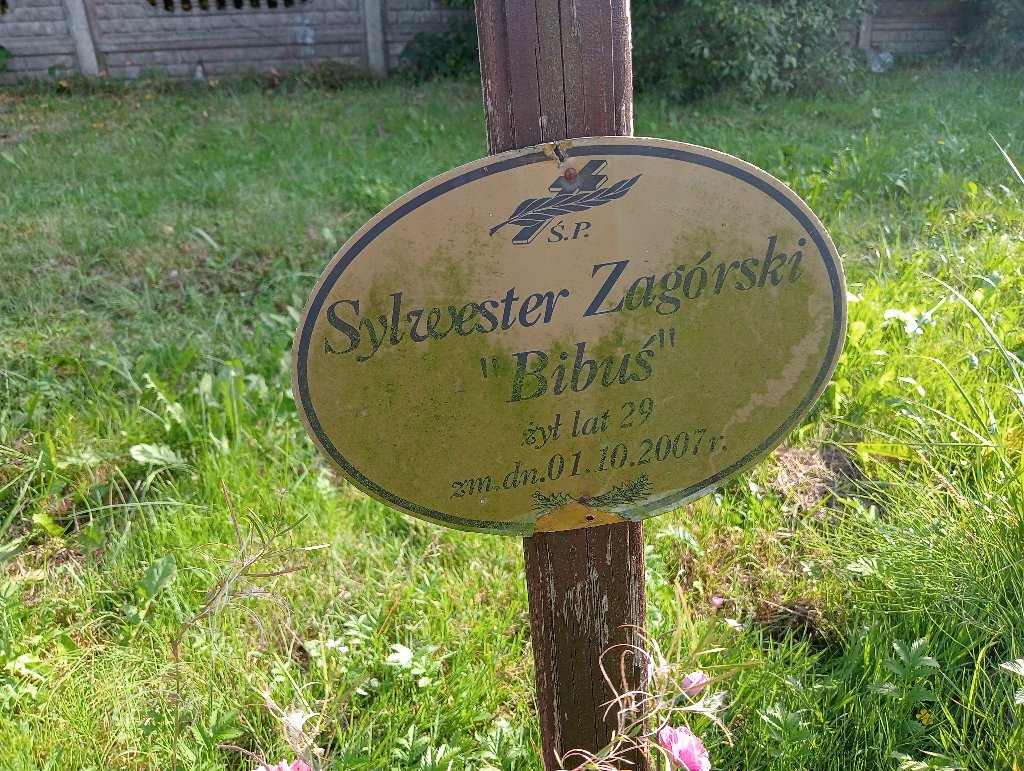 Ś.P.
Sylwester Zagórski
"Bibuś"
żył lat 29
zm.dn.01.10.2007r.